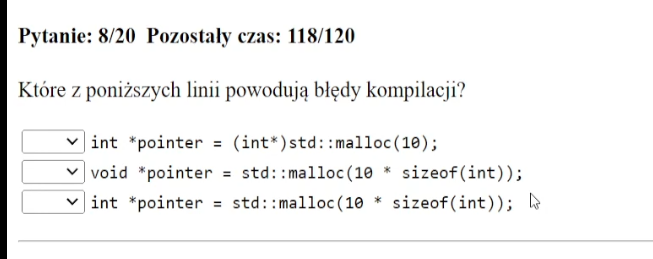 Pytanie: 8/20 Pozostały czas: 118/120
Które z poniższych linii powodują błędy kompilacji?
int *pointer = (int*)std::malloc(10);
void *pointer = std::malloc(10 * sizeof(int));
int *pointer = std::malloc(10 * sizeof(int));